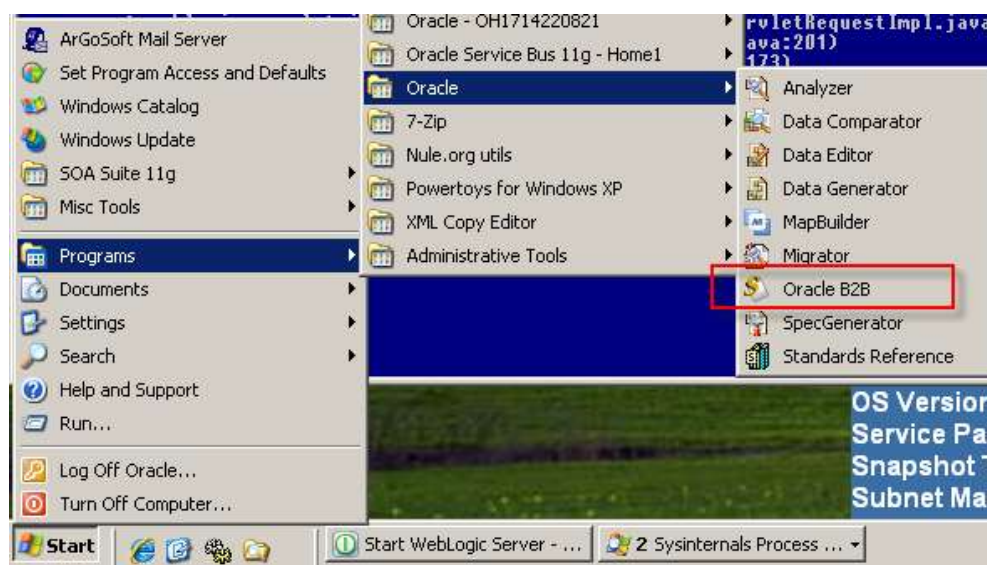 ArGoSoft Mail Server
Set Program Access and Defaults
Windows Catalog
Windows Update
SOA Suite 11g
Misc Tools
Programs
Documents
Settings
Search
Help and Support
Run...
Log Off Oracle...
Turn Off Computer...
Oracle - OH1714220821
Oracle Service Bus 11g - Home1
Oracle
7-Zip
Nule.org utils
Powertoys for Windows XP
XML Copy Editor
Administrative Tools
rvletRequestImpl.java
ava:201)
173)
Analyzer
Data Comparator
Data Editor
Data Generator
MapBuilder
Migrator
Oracle B2B
SpecGenerator
Standards Reference
OS Version
Service Pa
Snapshot T
Subnet Ma
Start
Start WebLogic Server - ...
2 Sysinternals Process ...